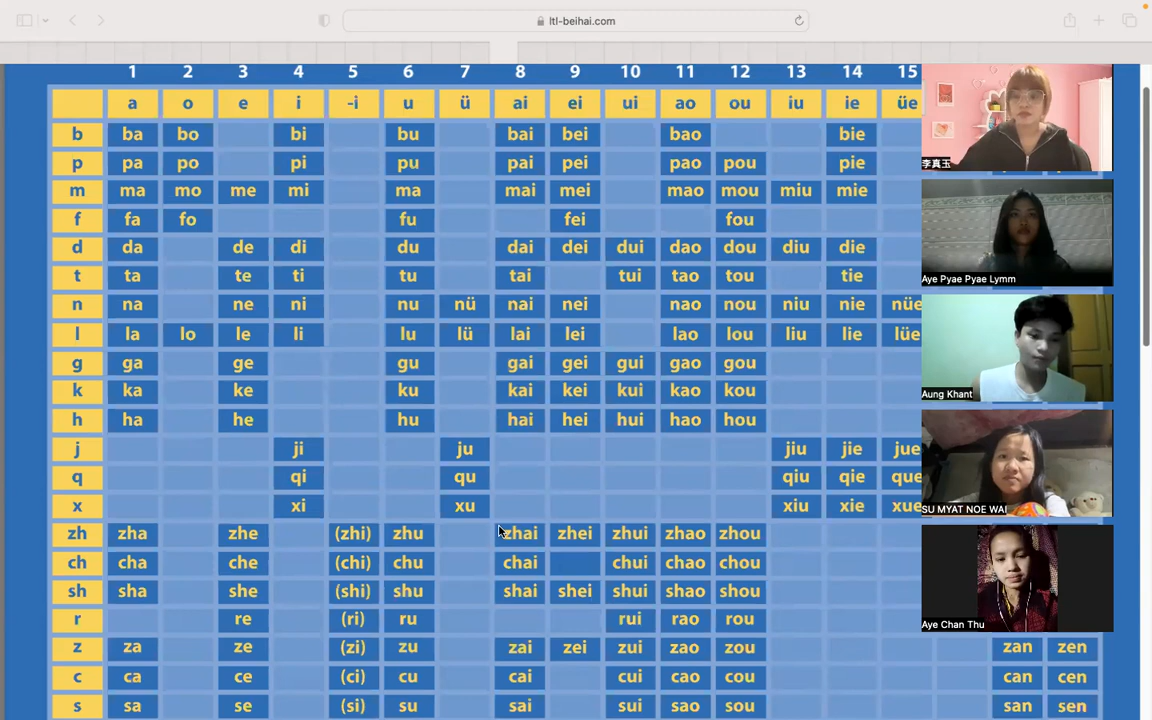 ltl-beihai.com
1 2 3 4 5 6 7 8 9 10 11 12 13 14 15
a o e i -i u ü ai ei ui ao ou iu ie üe
b ba bo bi bu bai bei bao bie
p pa po pi pu pai pei pao pou pie
m ma mo me mi ma mai mei mao mou miu mie
f fa fo fu fei fou
d da de di du dai dei dui dao dou diu die
t ta te ti tu tai tui tao tou tie
n na ne ni nu nü nai nei nao nou niu nie nüe
l la lo le li lu lü lai lei lao lou liu lie lüe
g ga ge gu gai gei gui gao gou
k ka ke ku kai kei kui kao kou
h ha he hu hai hei hui hao hou
j ji ju jiu jie jue
q qi qu qiu qie que
x xi xu xiu xie xue
zh zha zhe (zhi) zhu zhai zhei zhui zhao zhou
ch cha che (chi) chu chai chui chao chou
sh sha she (shi) shu shai shei shui shao shou
r re (ri) ru rui rao rou
z za ze (zi) zu zai zei zui zao zou zan zen
c ca ce (ci) cu cai cui cao cou can cen
s sa se (si) su sai sui sao sou san sen
李真玉
Aye Pyae Pyae Lymm
Aung Khant
SU MYAT NOE WAI
Aye Chan Thu